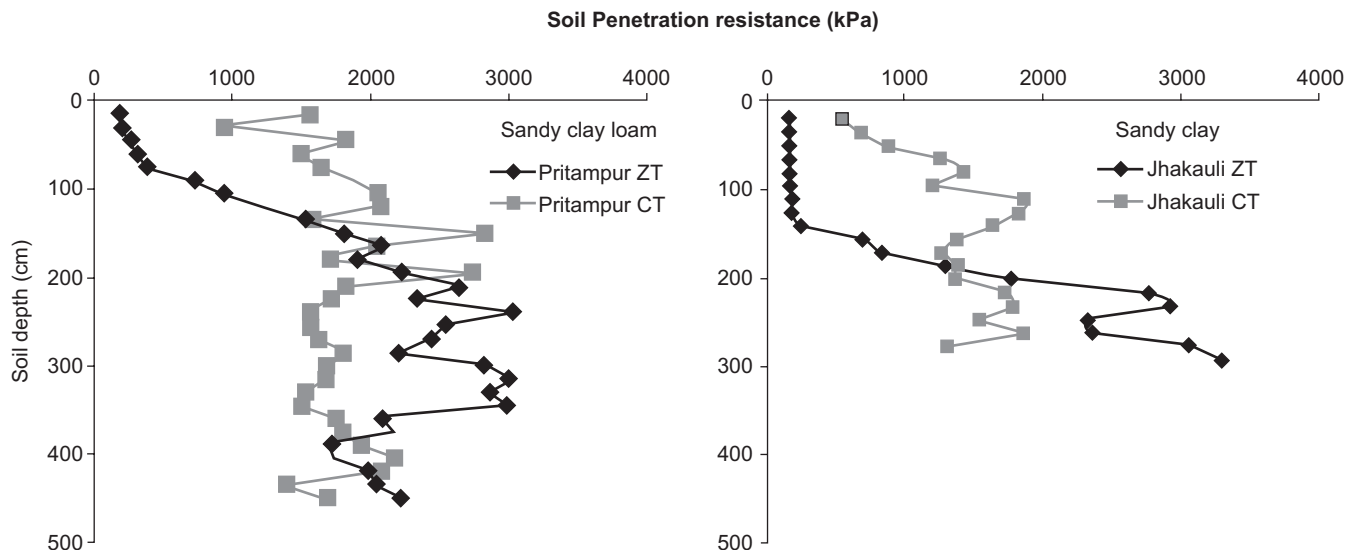 Soil Penetration resistance (kPa)
0 1000 2000 3000 4000
0
100
200
300
400
500
Soil depth (cm)
Sandy clay loam
Pritampur ZT
Pritampur CT
0 1000 2000 3000 4000
0
100
200
300
400
500
Sandy clay
Jhakauli ZT
Jhakauli CT